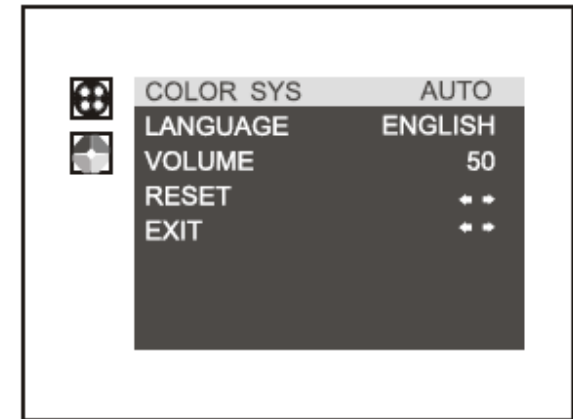 COLOR SYS AUTO
LANGUAGE ENGLISH
VOLUME 50
RESET
EXIT